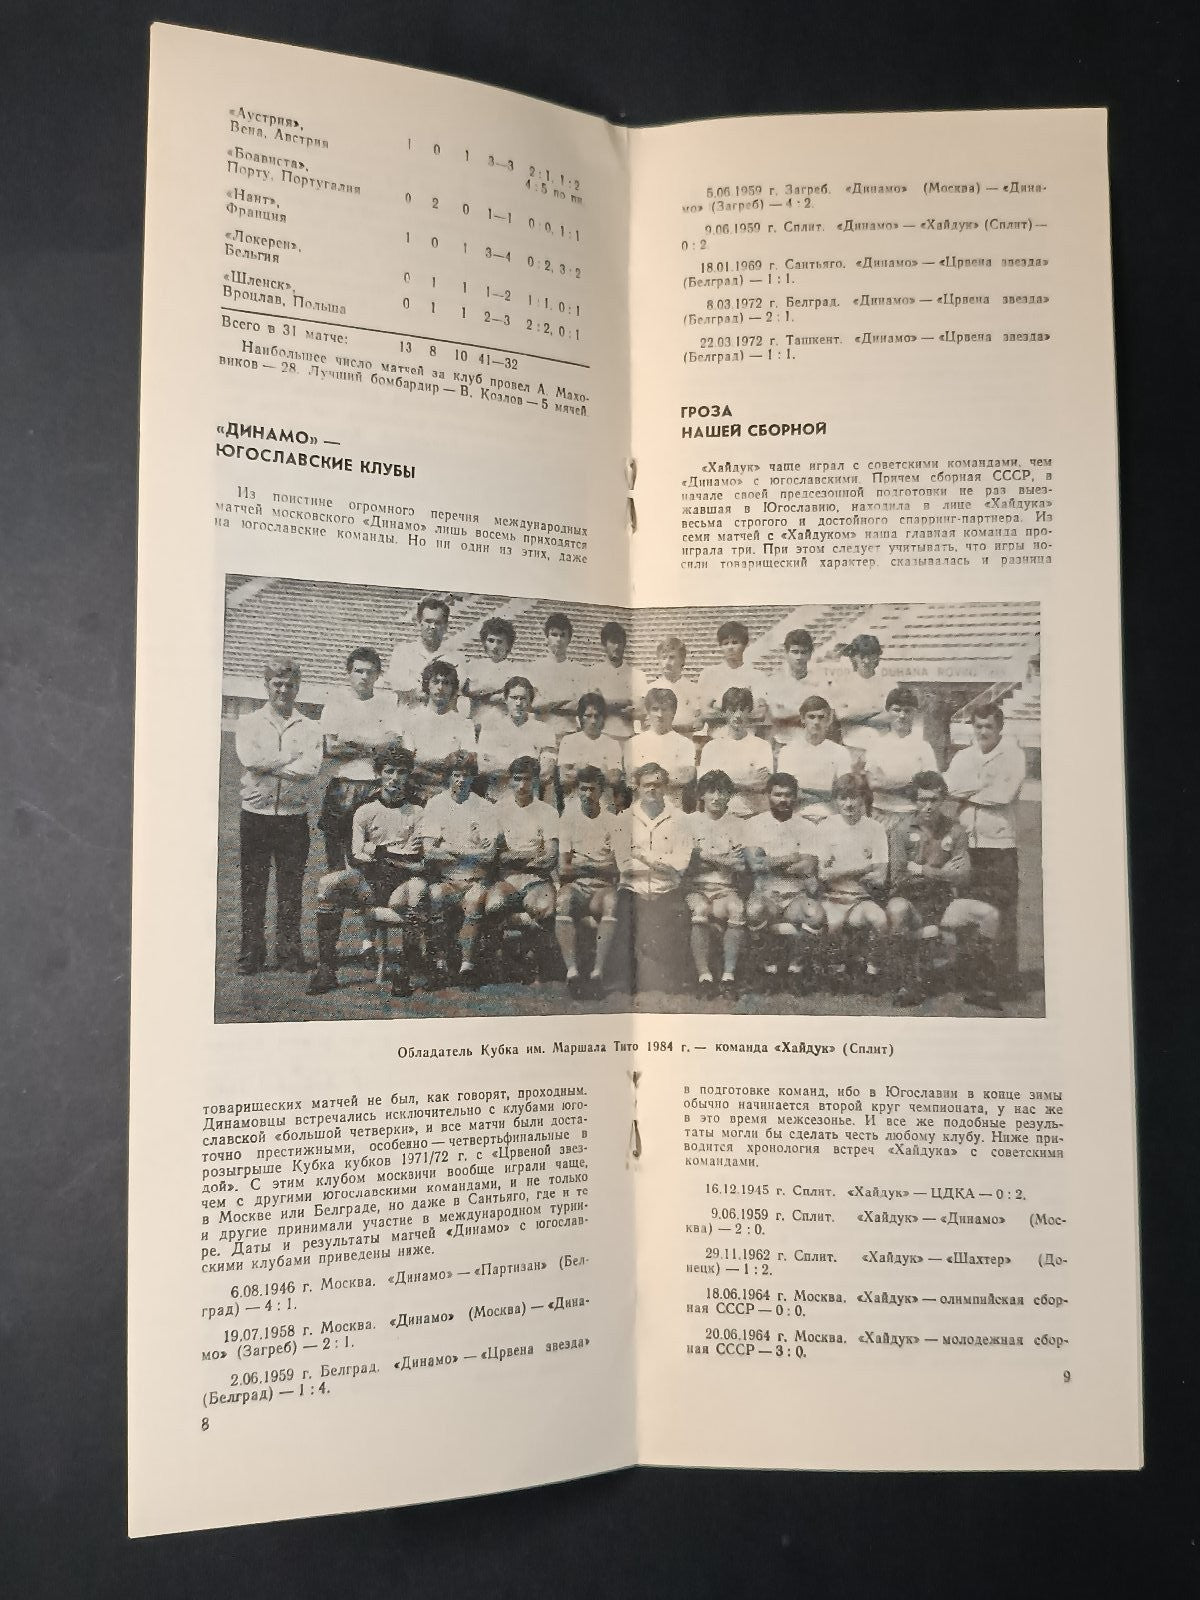 «Аустрия»,
Вена, Австрия 1 0 1 3—3 2 : 1, 1 : 2
4 : 5 по пн.
«Боависта»,
Порту, Португалия 0 2 0 1—1 0 : 0, 1 : 1
«Нант»,
Франция 1 0 1 3—4 0 : 2, 3 : 2
«Локерен»,
Бельгия 0 1 1 1—2 1 : 1, 0 : 1
«Шленск»,
Вроцлав, Польша 0 1 1 2—3 2 : 2, 0 : 1
Всего в 31 матче: 13 8 10 41—32
Наибольшее число матчей за клуб провел А. Махо-
виков — 28. Лучший бомбардир — В. Козлов — 5 мячей.
«ДИНАМО» —
ЮГОСЛАВСКИЕ КЛУБЫ
Из поистине огромного перечня международных
матчей московского «Динамо» лишь восемь приходятся
на югославские команды. Но ни один из этих, даже
товарищеских матчей не был, как говорят, проходным.
Динамовцы встречались исключительно с клубами юго-
славской «большой четверки», и все матчи были доста-
точно престижными, особенно — четвертьфинальные в
розыгрыше Кубка кубков 1971/72 г. с «Црвеной звез-
дой». С этим клубом москвичи вообще играли чаще,
чем с другими югославскими командами, и не только
в Москве или Белграде, но даже в Сантьяго, где и те
и другие принимали участие в международном турни-
ре. Даты и результаты матчей «Динамо» с югослав-
скими клубами приведены ниже.
6.08.1946 г. Москва. «Динамо» — «Партизан» (Бел-
град) — 4 : 1.
19.07.1958 г. Москва. «Динамо» (Москва) — «Дина-
мо» (Загреб) — 2 : 1.
2.06.1959 г. Белград. «Динамо» — «Црвена звезда»
(Белград) — 1 : 4.
8
5.06.1959 г. Загреб. «Динамо» (Москва) — «Дина-
мо» (Загреб) — 4 : 2.
9.06.1959 г. Сплит. «Динамо» — «Хайдук» (Сплит) —
0 : 2
18.01.1969 г. Сантьяго. «Динамо» — «Црвена звезда»
(Белград) — 1 : 1.
8.03.1972 г. Белград. «Динамо» — «Црвена звезда»
(Белград) — 2 : 1.
22.03.1972 г. Ташкент. «Динамо» — «Црвена звезда»
(Белград) — 1 : 1.
ГРОЗА
НАШЕЙ СБОРНОЙ
«Хайдук» чаще играл с советскими командами, чем
«Динамо» с югославскими. Причем сборная СССР, в
начале своей предсезонной подготовки не раз выез-
жавшая в Югославию, находила в лице «Хайдука»
весьма строгого и достойного спарринг-партнера. Из
семи матчей с «Хайдуком» наша главная команда про-
играла три. При этом следует учитывать, что игры но-
сили товарищеский характер, сказывалась и разница
DUHANA ROVINJ
Обладатель Кубка им. Маршала Тито 1984 г. — команда «Хайдук» (Сплит)
в подготовке команд, ибо в Югославии в конце зимы
обычно начинается второй круг чемпионата, у нас же
в это время межсезонье. И все же подобные резуль-
таты могли бы сделать честь любому клубу. Ниже при-
водится хронология встреч «Хайдука» с советскими
командами.
16.12.1945 г. Сплит. «Хайдук» — ЦДКА — 0 : 2.
9.06.1959 г. Сплит. «Хайдук» — «Динамо» (Мос-
ква) — 2 : 0.
29.11.1962 г. Сплит. «Хайдук» — «Шахтер» (До-
нецк) — 1 : 2.
18.06.1964 г. Москва. «Хайдук» — олимпийская сбор-
ная СССР — 0 : 0.
20.06.1964 г. Москва. «Хайдук» — молодежная сбор-
ная СССР — 3 : 0.
9